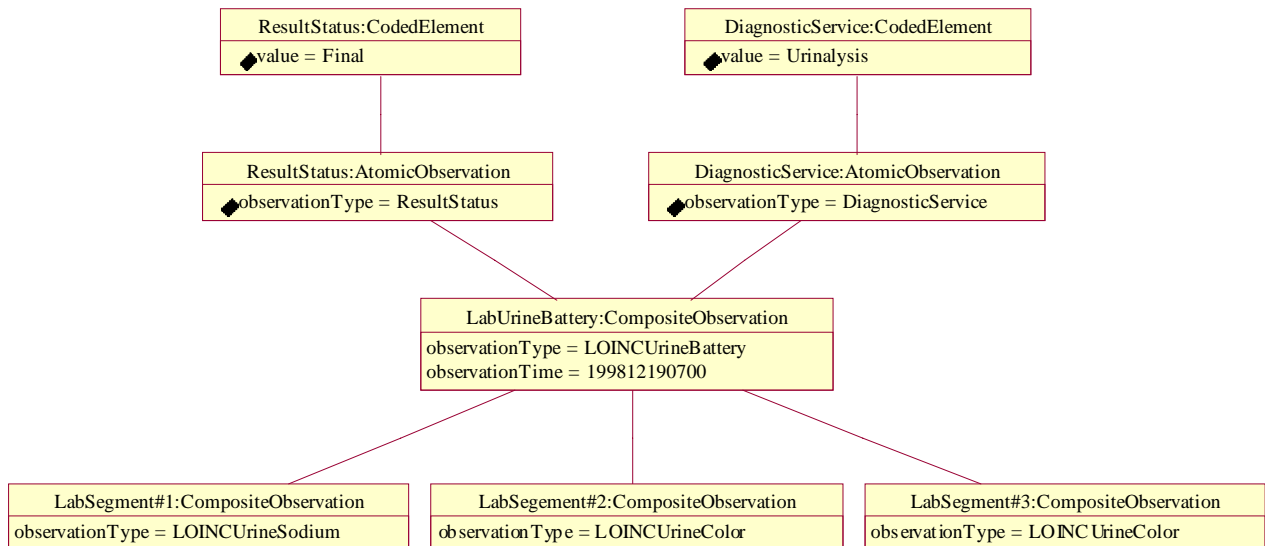 ResultStatus:CodedElement
value = Final
DiagnosticService:CodedElement
value = Urinalysis
ResultStatus:AtomicObservation
observationType = ResultStatus
DiagnosticService:AtomicObservation
observationType = DiagnosticService
LabUrineBattery:CompositeObservation
observationType = LOINCUrineBattery
observationTime = 199812190700
LabSegment#1:CompositeObservation
observationType = LOINCUrineSodium
LabSegement#2:CompositeObservation
observationType = LOINCUrineColor
LabSegment#3:CompositeObservation
observationType = LOINCUrineColor